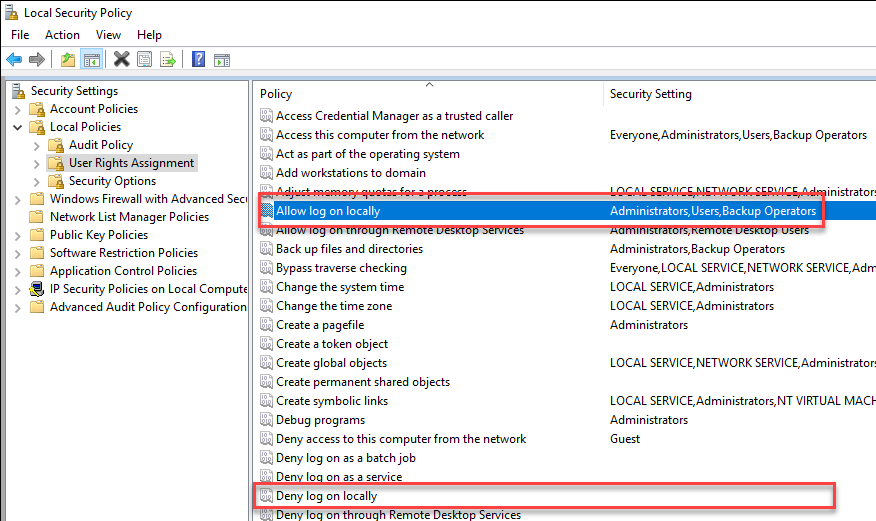 Local Security Policy
File Action View Help
Security Settings
Account Policies
Local Policies
Audit Policy
User Rights Assignment
Security Options
Windows Firewall with Advanced Secu
Network List Manager Policies
Public Key Policies
Software Restriction Policies
Application Control Policies
IP Security Policies on Local Compute
Advanced Audit Policy Configuration
Policy Security Setting
Access Credential Manager as a trusted caller
Access this computer from the network Everyone,Administrators,Users,Backup Operators
Act as part of the operating system
Add workstations to domain
Adjust memory quotas for a process LOCAL SERVICE,NETWORK SERVICE,Administrators
Allow log on locally Administrators,Users,Backup Operators
Allow log on through Remote Desktop Services Administrators,Remote Desktop Users
Back up files and directories Administrators,Backup Operators
Bypass traverse checking Everyone,LOCAL SERVICE,NETWORK SERVICE,Adm
Change the system time LOCAL SERVICE,Administrators
Change the time zone LOCAL SERVICE,Administrators
Create a pagefile Administrators
Create a token object
Create global objects LOCAL SERVICE,NETWORK SERVICE,Administrators
Create permanent shared objects
Create symbolic links LOCAL SERVICE,Administrators,NT VIRTUAL MACH
Debug programs Administrators
Deny access to this computer from the network Guest
Deny log on as a batch job
Deny log on as a service
Deny log on locally
Deny log on through Remote Desktop Services